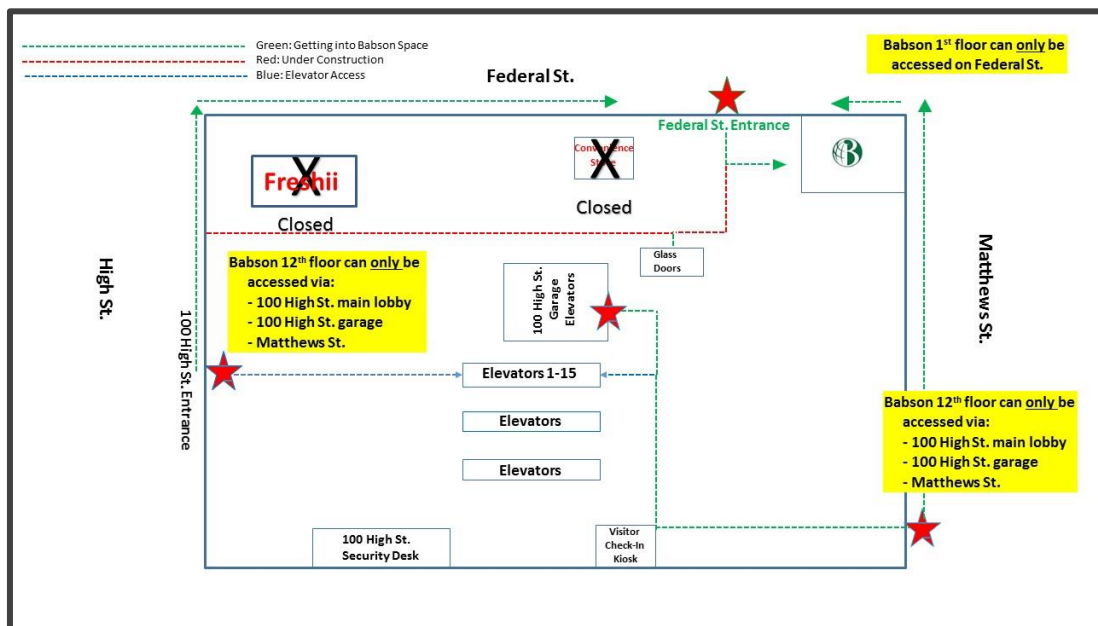 Green: Getting into Babson Space
Red: Under Construction
Blue: Elevator Access
Federal St.
Babson 1st floor can only be
accessed on Federal St.
Federal St. Entrance
Freshii
Closed
Convenience
Store
Closed
B
High St.
100 High St. Entrance
Babson 12th floor can only be
accessed via:
- 100 High St. main lobby
- 100 High St. garage
- Matthews St.
Glass
Doors
100 High St.
Garage
Elevators
Matthews St.
Elevators 1-15
Elevators
Elevators
Babson 12th floor can only be
accessed via:
- 100 High St. main lobby
- 100 High St. garage
- Matthews St.
100 High St.
Security Desk
Visitor
Check-In
Kiosk